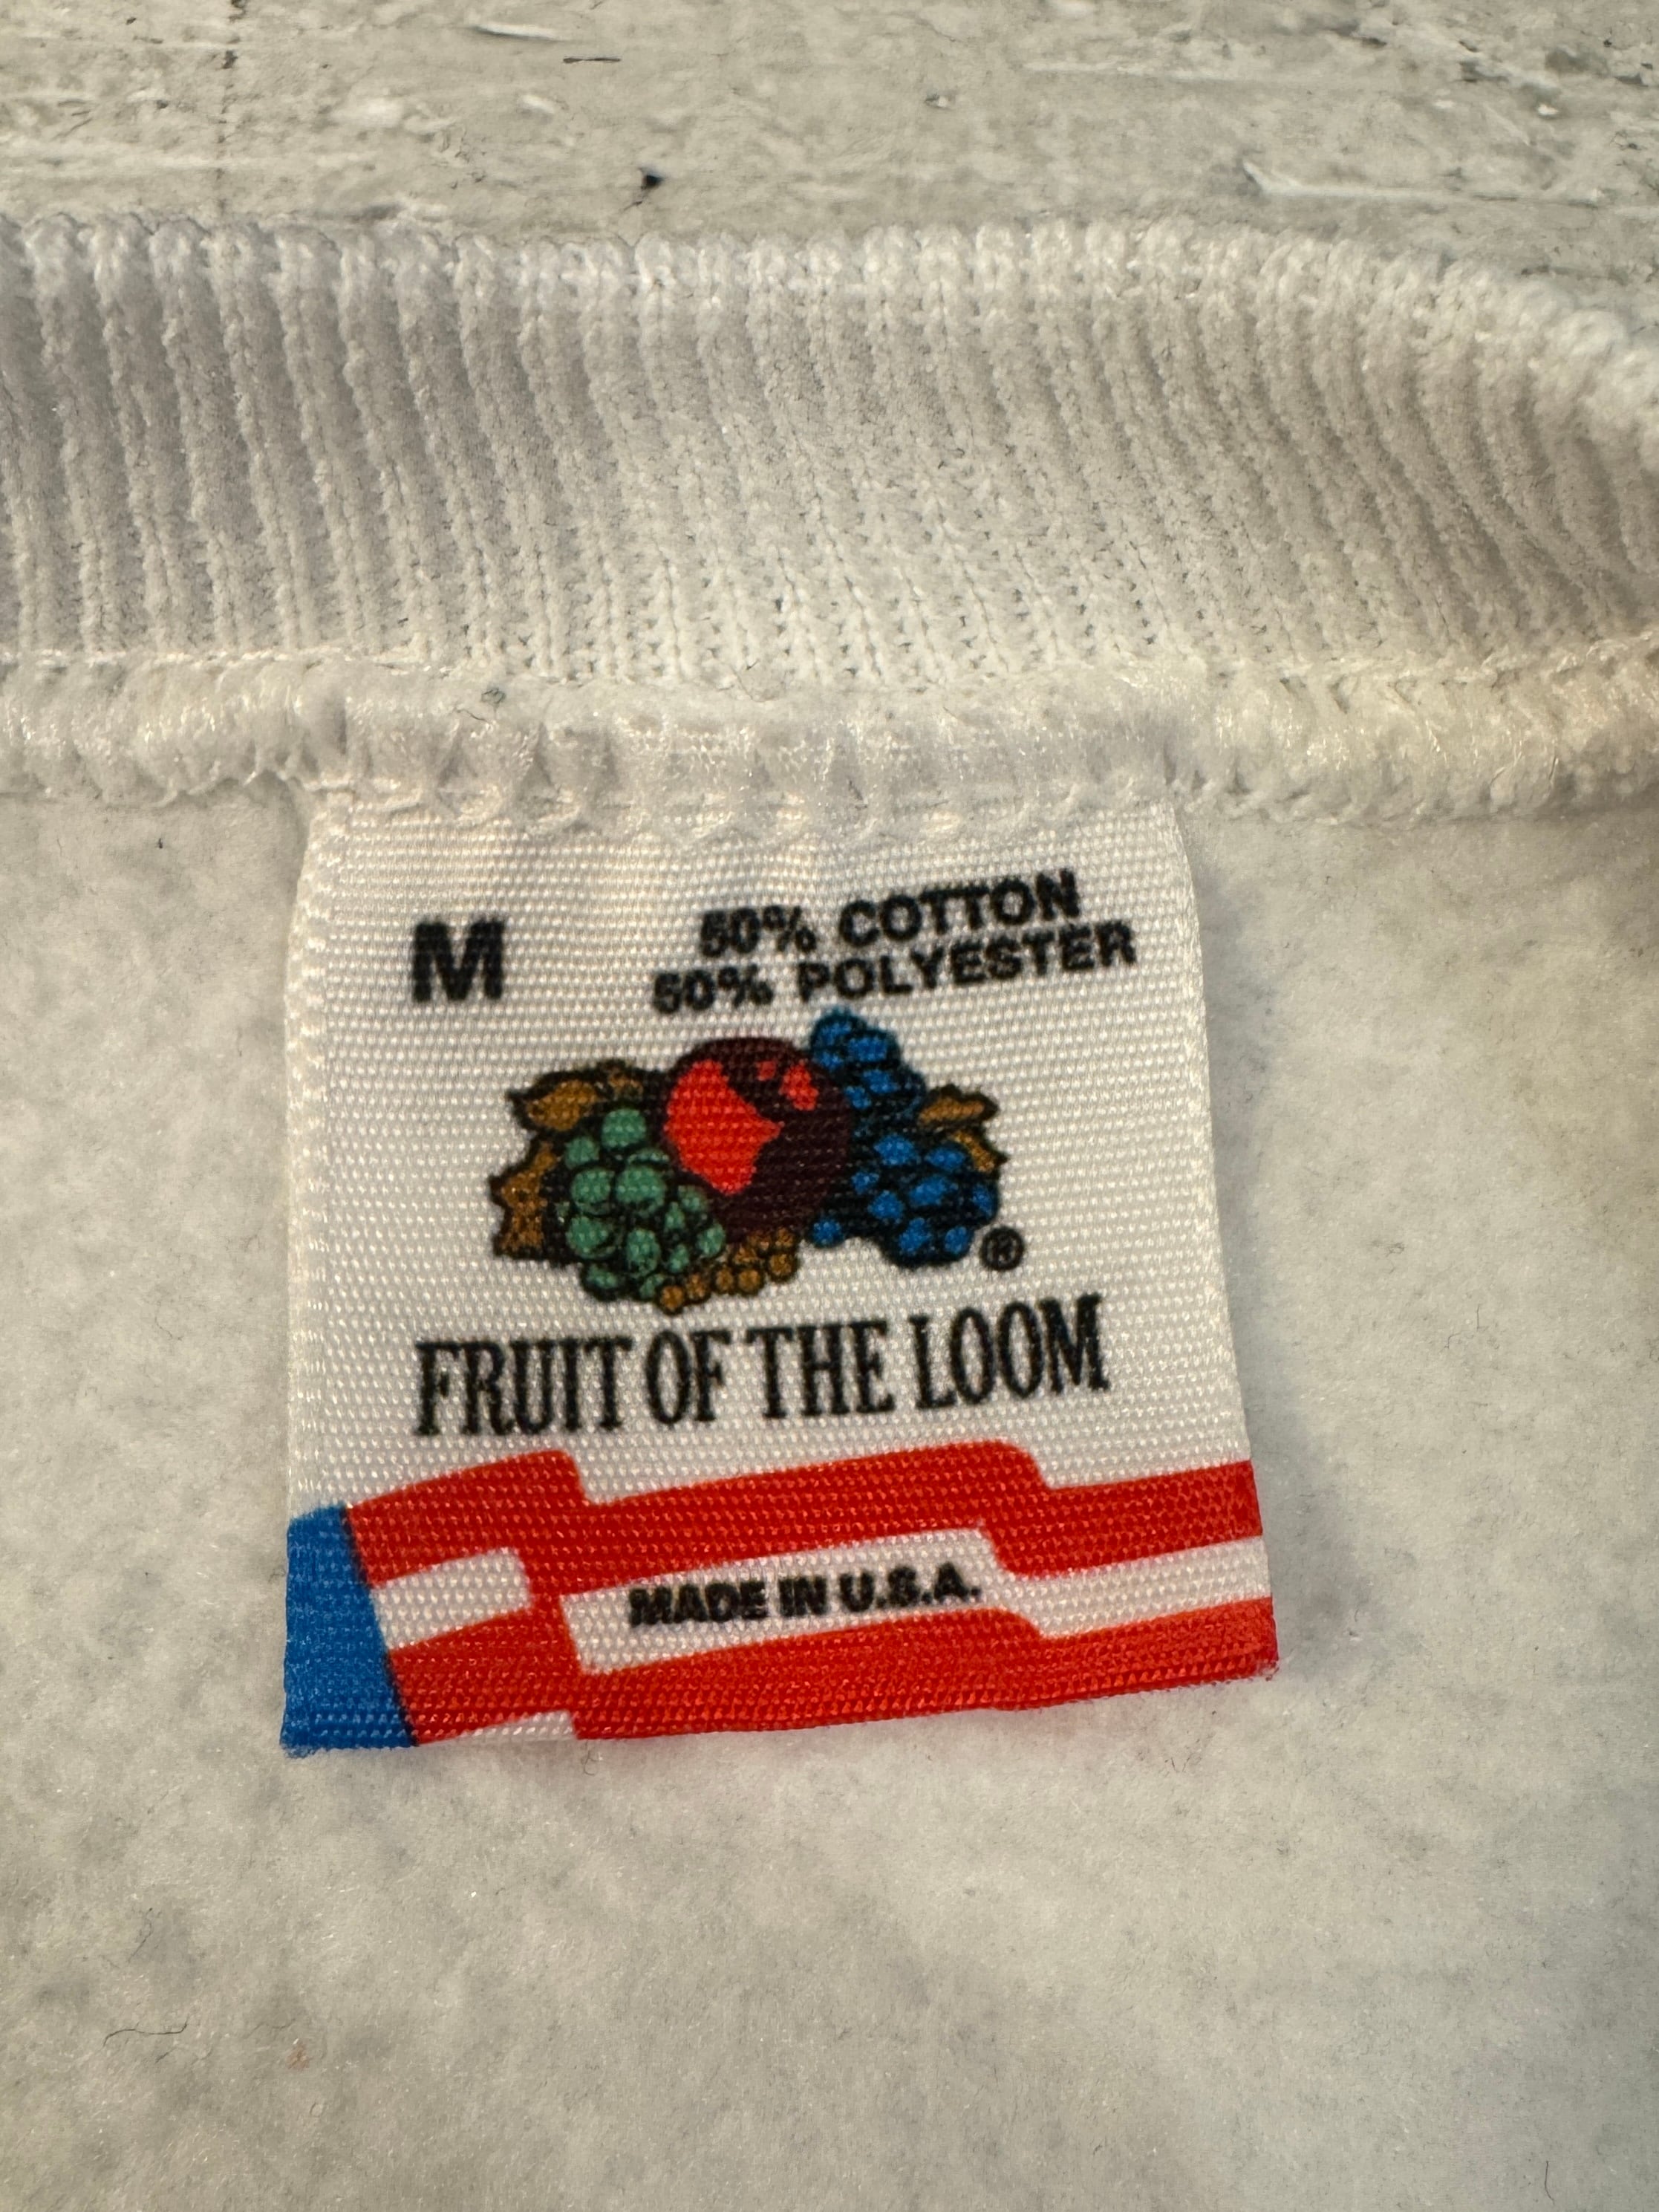 M
50% COTTON
50% POLYESTER
®
FRUIT OF THE LOOM
MADE IN U.S.A.